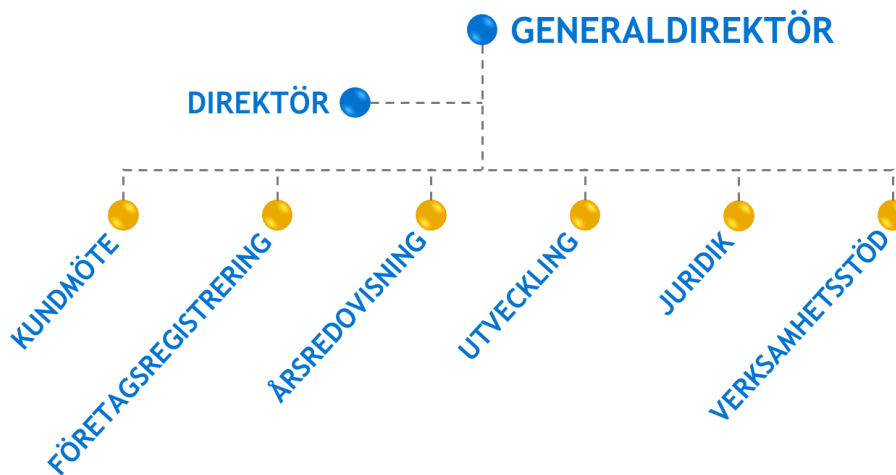 GENERALDIREKTÖR
DIREKTÖR
KUNDMÖTE
FÖRETAGSREGISTRERING
ÅRSREDOVISNING
UTVECKLING
JURIDIK
VERKSAMHETSSTÖD